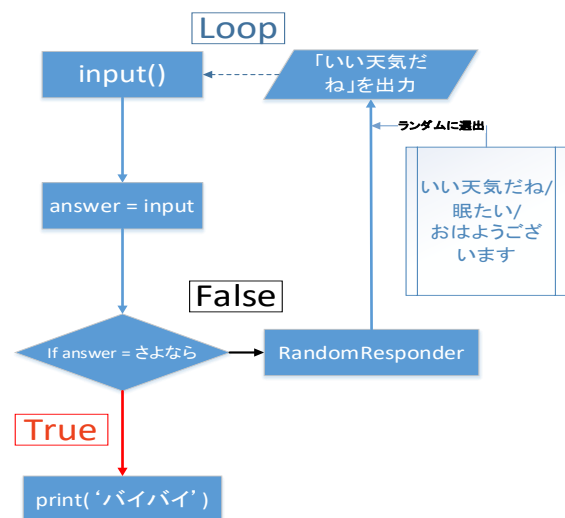 Loop
input()
「いい天気だ
ね」を出力
ランダムに選出
いい天気だね/
眠たい/
おはようござ
います
answer = input
False
If answer = さよなら
RandomResponder
True
print( ‘バイバイ’ )